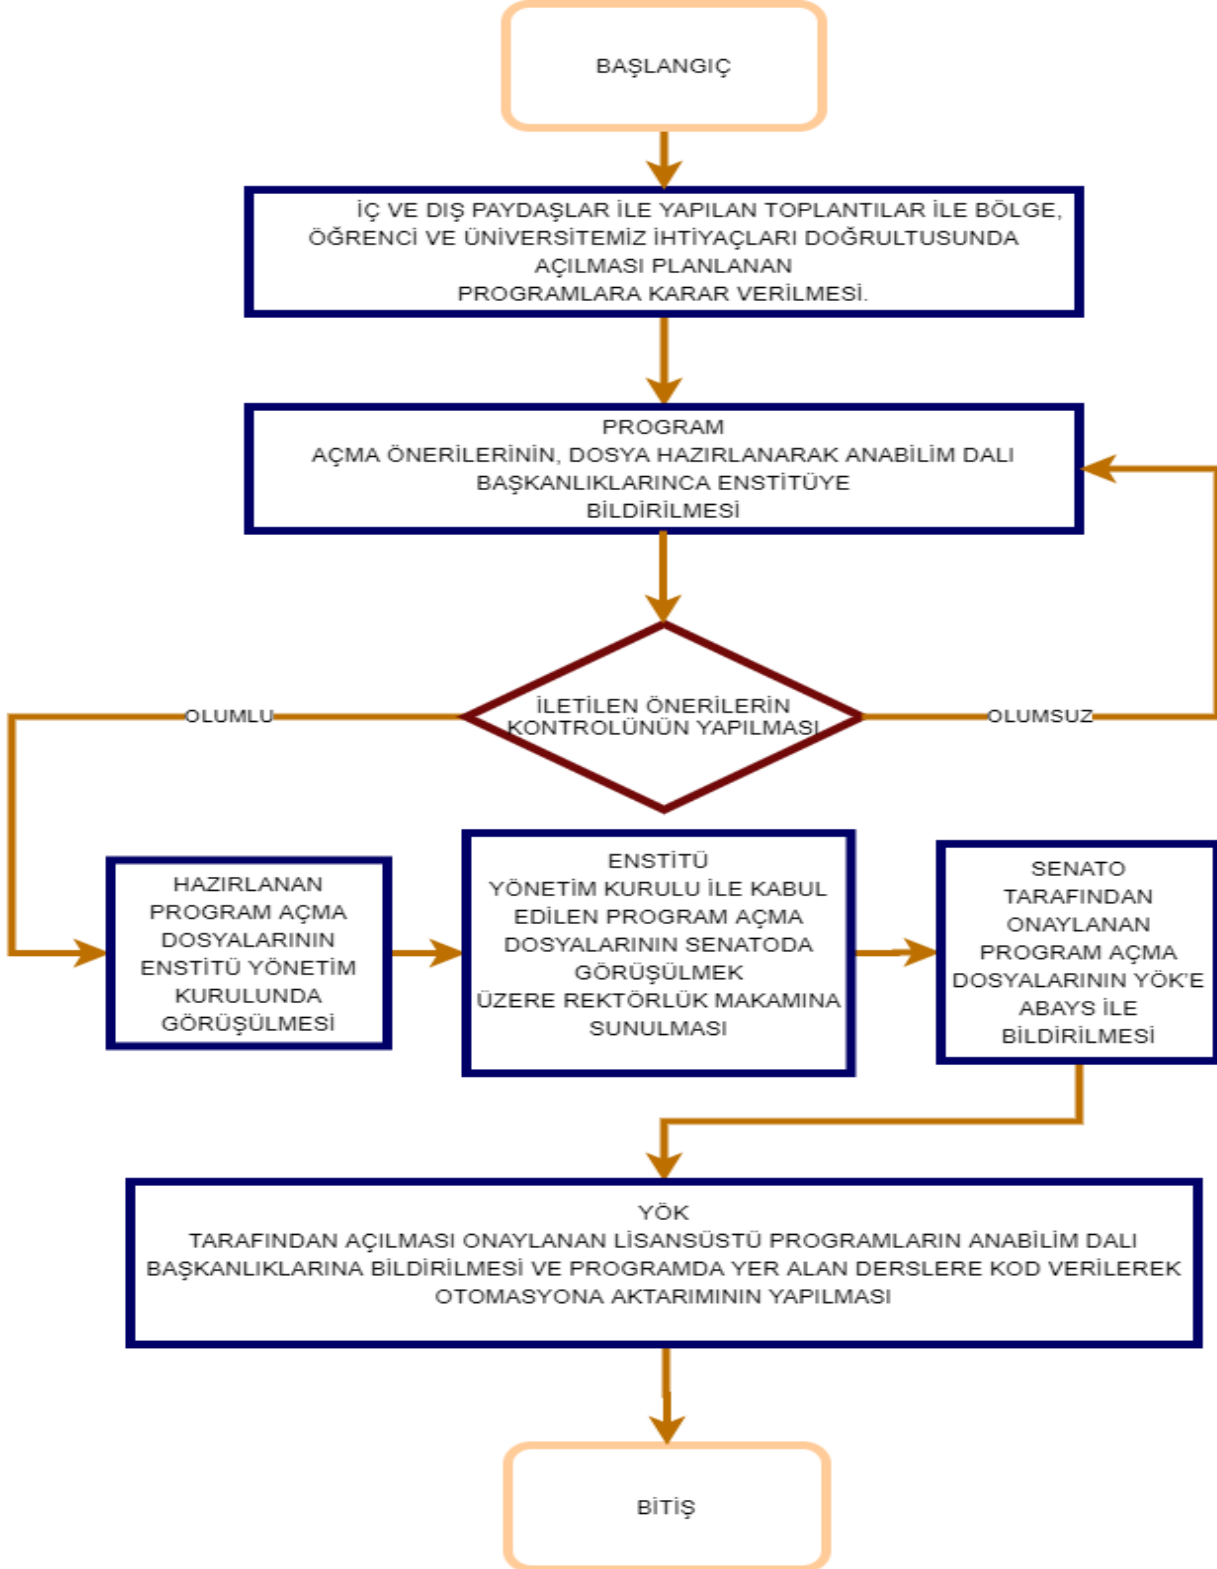 BAŞLANGIÇ
İÇ VE DIŞ PAYDAŞLAR İLE YAPILAN TOPLANTILAR İLE BÖLGE,
ÖĞRENCİ VE ÜNİVERSİTEMİZ İHTİYAÇLARI DOĞRULTUSUNDA
AÇILMASI PLANLANAN
PROGRAMLARA KARAR VERİLMESİ.
PROGRAM
AÇMA ÖNERİLERİNİN, DOSYA HAZIRLANARAK ANABİLİM DALI
BAŞKANLIKLARINCA ENSTİTÜYE
BİLDİRİLMESİ
İLETİLEN ÖNERİLERİN
KONTROLÜNÜN YAPILMASI
OLUMLU
OLUMSUZ
HAZIRLANAN
PROGRAM AÇMA
DOSYALARININ
ENSTİTÜ YÖNETİM
KURULUNDA
GÖRÜŞÜLMESİ
ENSTİTÜ
YÖNETİM KURULU İLE KABUL
EDİLEN PROGRAM AÇMA
DOSYALARININ SENATODA
GÖRÜŞÜLMEK
ÜZERE REKTÖRLÜK MAKAMINA
SUNULMASI
SENATO
TARAFINDAN
ONAYLANAN
PROGRAM AÇMA
DOSYALARININ YÖK'E
ABAYS İLE
BİLDİRİLMESİ
YÖK
TARAFINDAN AÇILMASI ONAYLANAN LİSANSÜSTÜ PROGRAMLARIN ANABİLİM DALI
BAŞKANLIKLARINA BİLDİRİLMESİ VE PROGRAMDA YER ALAN DERSLERE KOD VERİLEREK
OTOMASYONA AKTARIMININ YAPILMASI
BİTİŞ